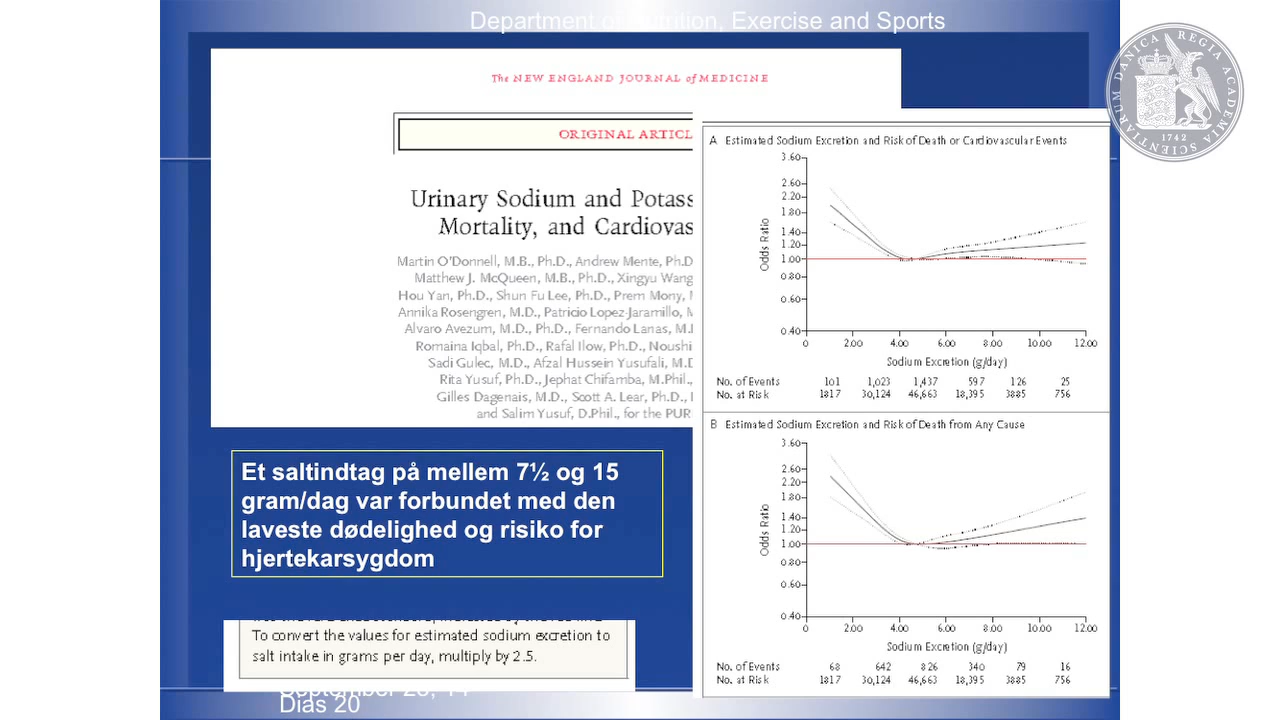 Department of Nutrition, Exercise and Sports
The NEW ENGLAND JOURNAL of MEDICINE
ORIGINAL ARTICL
Urinary Sodium and Potass
Mortality, and Cardiovas
Martin O'Donnell, M.B., Ph.D., Andrew Mente, Ph.D
Matthew J. McQueen, M.B., Ph.D., Xingyu Wang
Hou Yan, Ph.D., Shun Fu Lee, Ph.D., Prem Mony,
Annika Rosengren, M.D., Patricio Lopez-Jaramillo,
Alvaro Avezum, M.D., Ph.D., Fernando Lanas, M.
Romaina Iqbal, Ph.D., Rafal Ilow, Ph.D., Noushi
Sadi Gulec, M.D., Afzal Hussein Yusufali, M.D
Rita Yusuf, Ph.D., Jephat Chifamba, M.Phil.,
Gilles Dagenais, M.D., Scott A. Lear, Ph.D.,
and Salim Yusuf, D.Phil., for the PUR
Et saltindtag på mellem 7½ og 15
gram/dag var forbundet med den
laveste dødelighed og risiko for
hjertekarsygdom
To convert the values for estimated sodium excretion to
salt intake in grams per day, multiply by 2.5.
Dias 20
A Estimated Sodium Excretion and Risk of Death or Cardiovascular Events
Odds Ratio
3.60
2.60
2.20
1.80
1.40
1.20
1.00
0.80
0.60
0.40
0 2.00 4.00 6.00 8.00 10.00 12.00
Sodium Excretion (g/day)
No. of Events 101 1,023 1,437 597 126 25
No. at Risk 1817 30,124 46,663 18,395 3885 756
B Estimated Sodium Excretion and Risk of Death from Any Cause
Odds Ratio
3.60
2.60
2.20
1.80
1.40
1.20
1.00
0.80
0.60
0.40
0 2.00 4.00 6.00 8.00 10.00 12.00
Sodium Excretion (g/day)
No. of Events 68 642 826 340 79 16
No. at Risk 1817 30,124 46,663 18,395 3885 756
REGIA ACADEMIA SCIENTIARUM DANICA
1742